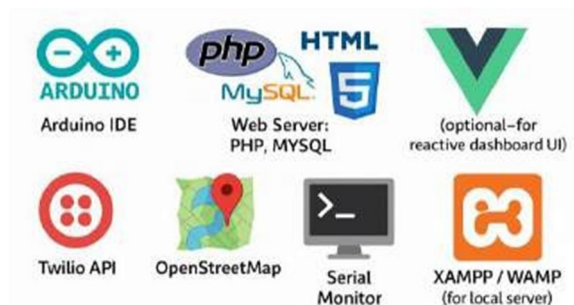 ARDUINO
Arduino IDE
php
MySQL
HTML
5
Web Server:
PHP, MYSQL
(optional–for
reactive dashboard UI)
Twilio API
OpenStreetMap
>_
Serial
Monitor
XAMPP / WAMP
(for local server)